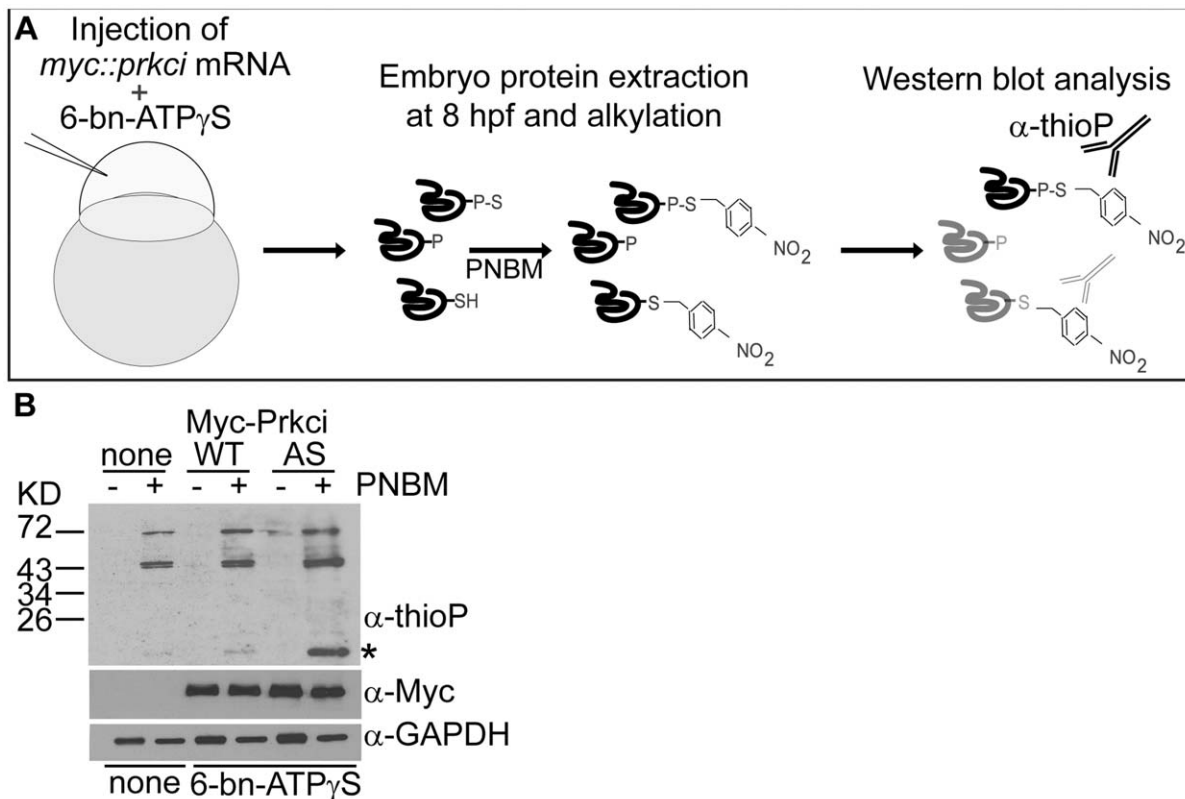 A
Injection of
myc::prkci mRNA
+
6-bn-ATPγS
Embryo protein extraction
at 8 hpf and alkylation
Western blot analysis
α-thioP
P-S
P
SH
PNBM
P-S
NO2
P
S
NO2
P-S
NO2
P
S
NO2
B
Myc-Prkci
none WT AS
- + - + - + PNBM
KD
72
43
34
26
α-thioP
*
α-Myc
α-GAPDH
none 6-bn-ATPγS